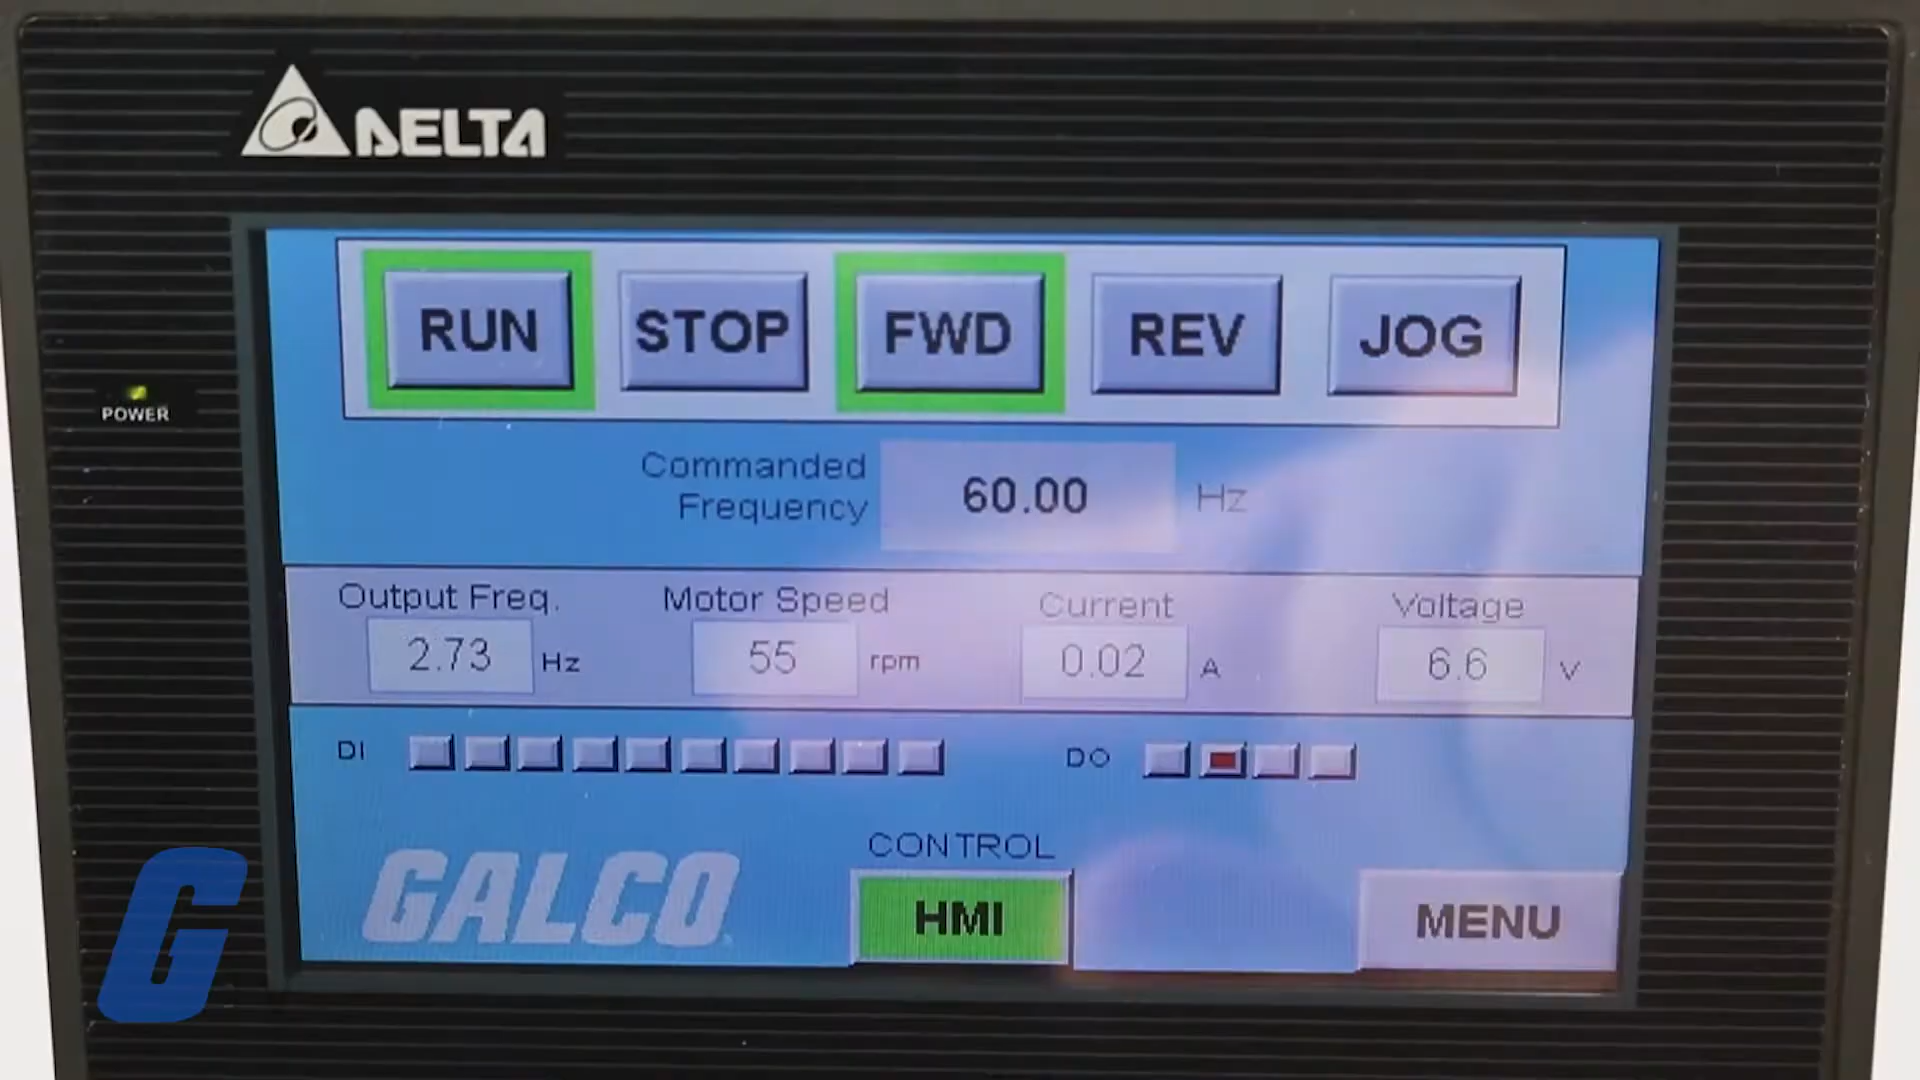 DELTA
RUN STOP FWD REV JOG
POWER
Commanded
Frequency 60.00 Hz
Output Freq. Motor Speed Current Voltage
2.73 Hz 55 rpm 0.02 A 6.6 V
DI DO
CONTROL
GALCO HMI MENU
G